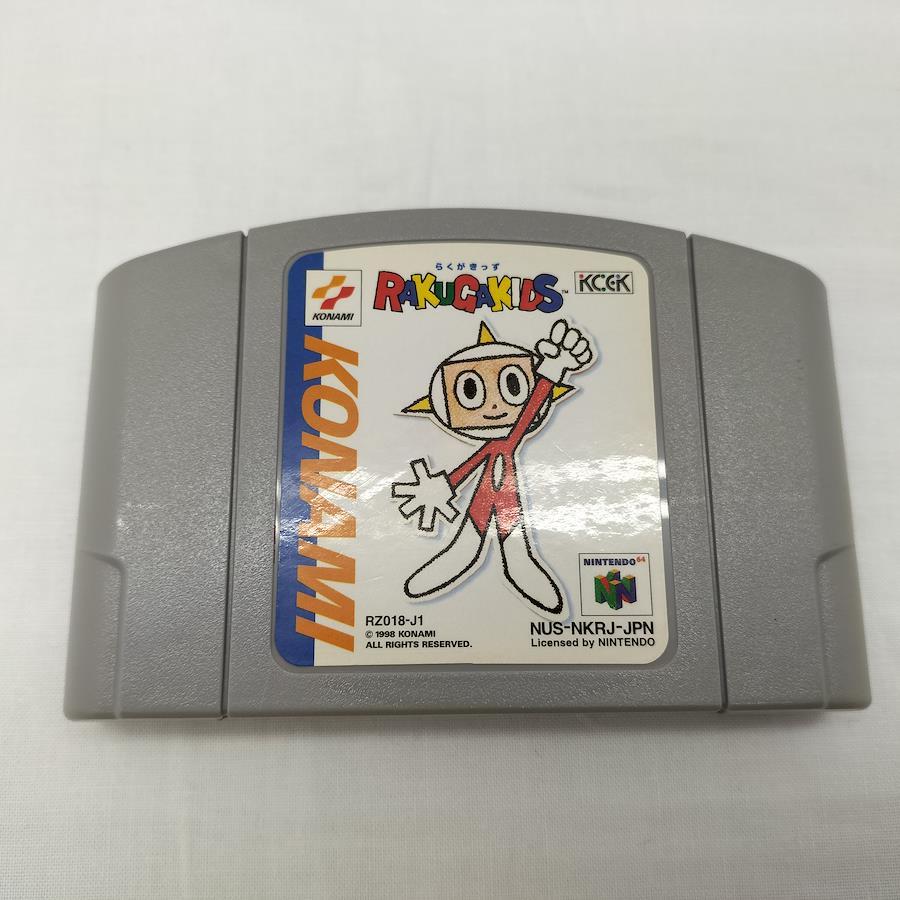 らくがきっず
RAKUGAKIDS™
KCEK
KONAMI
KONAMI
NINTENDO64
RZ018-J1
© 1998 KONAMI
ALL RIGHTS RESERVED.
NUS-NKRJ-JPN
Licensed by NINTENDO